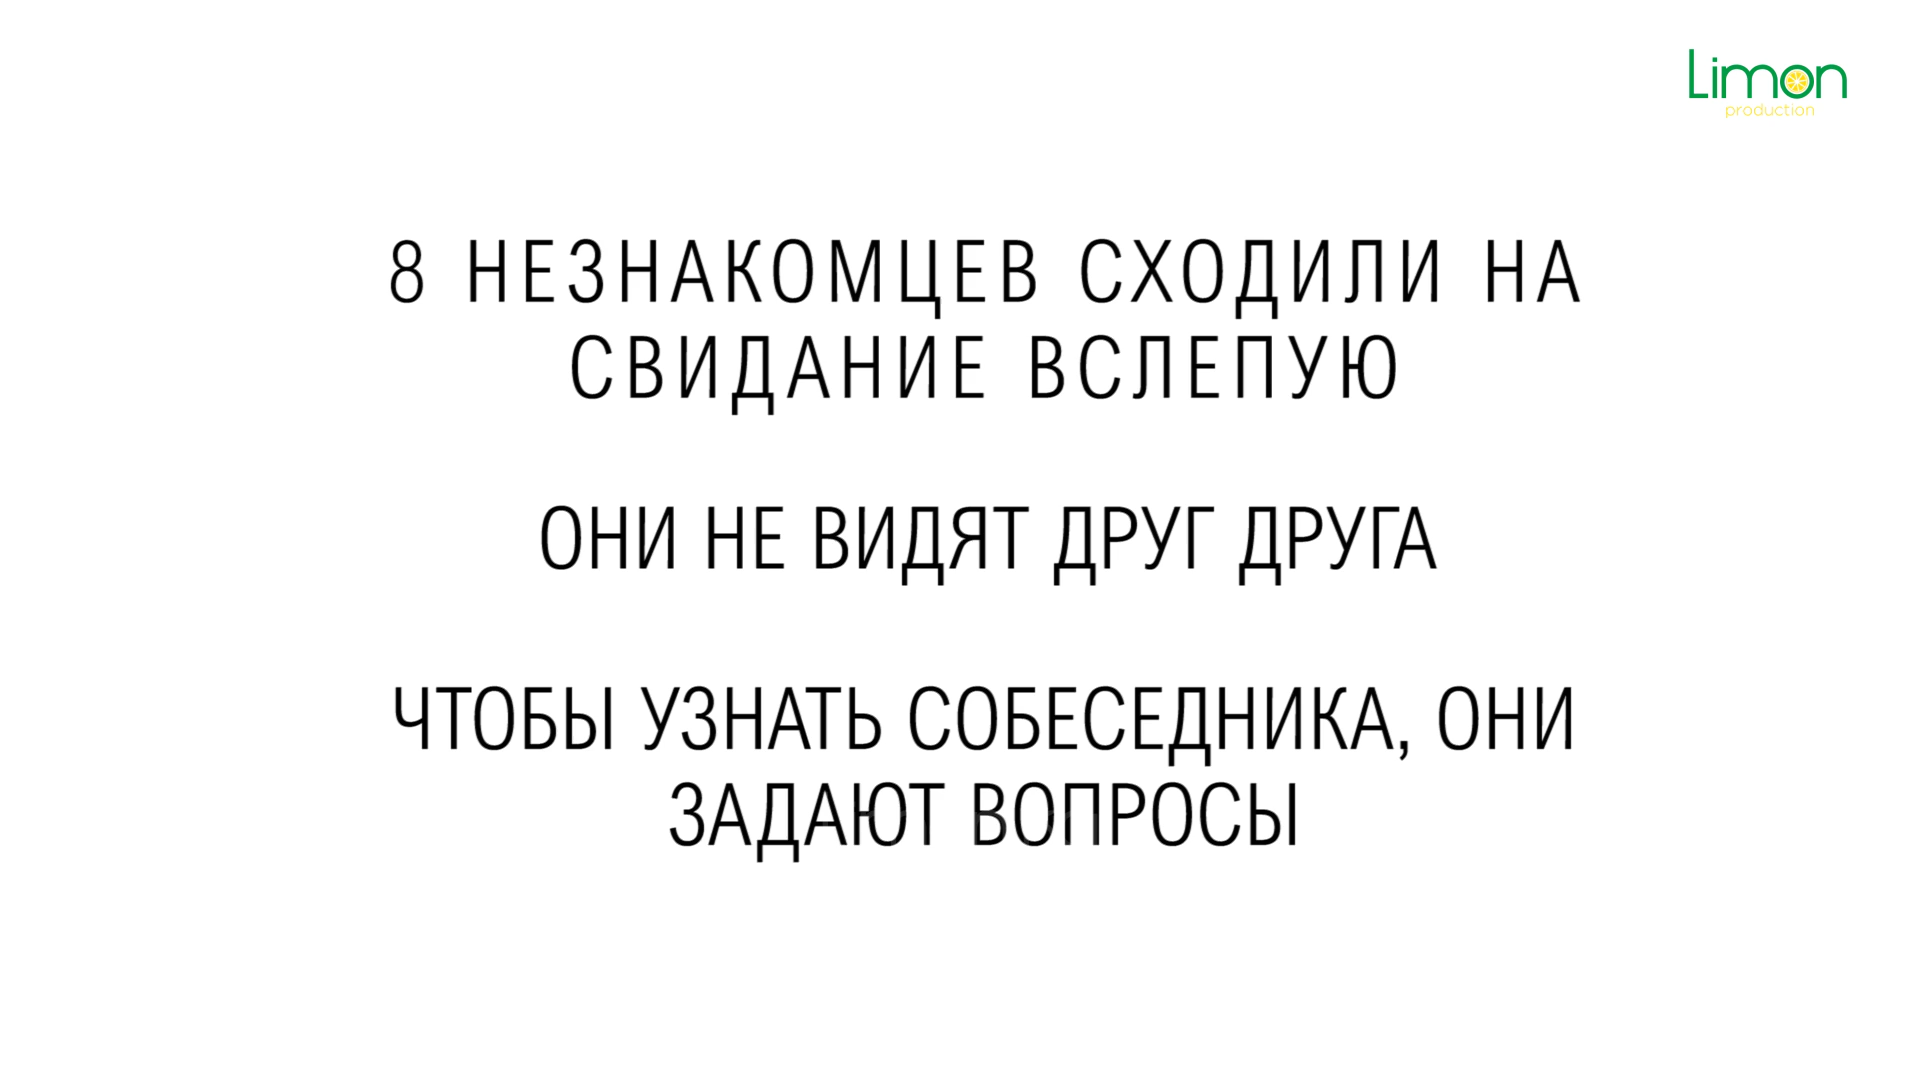 Limon
production
8 НЕЗНАКОМЦЕВ СХОДИЛИ НА
СВИДАНИЕ ВСЛЕПУЮ
ОНИ НЕ ВИДЯТ ДРУГ ДРУГА
ЧТОБЫ УЗНАТЬ СОБЕСЕДНИКА, ОНИ
ЗАДАЮТ ВОПРОСЫ